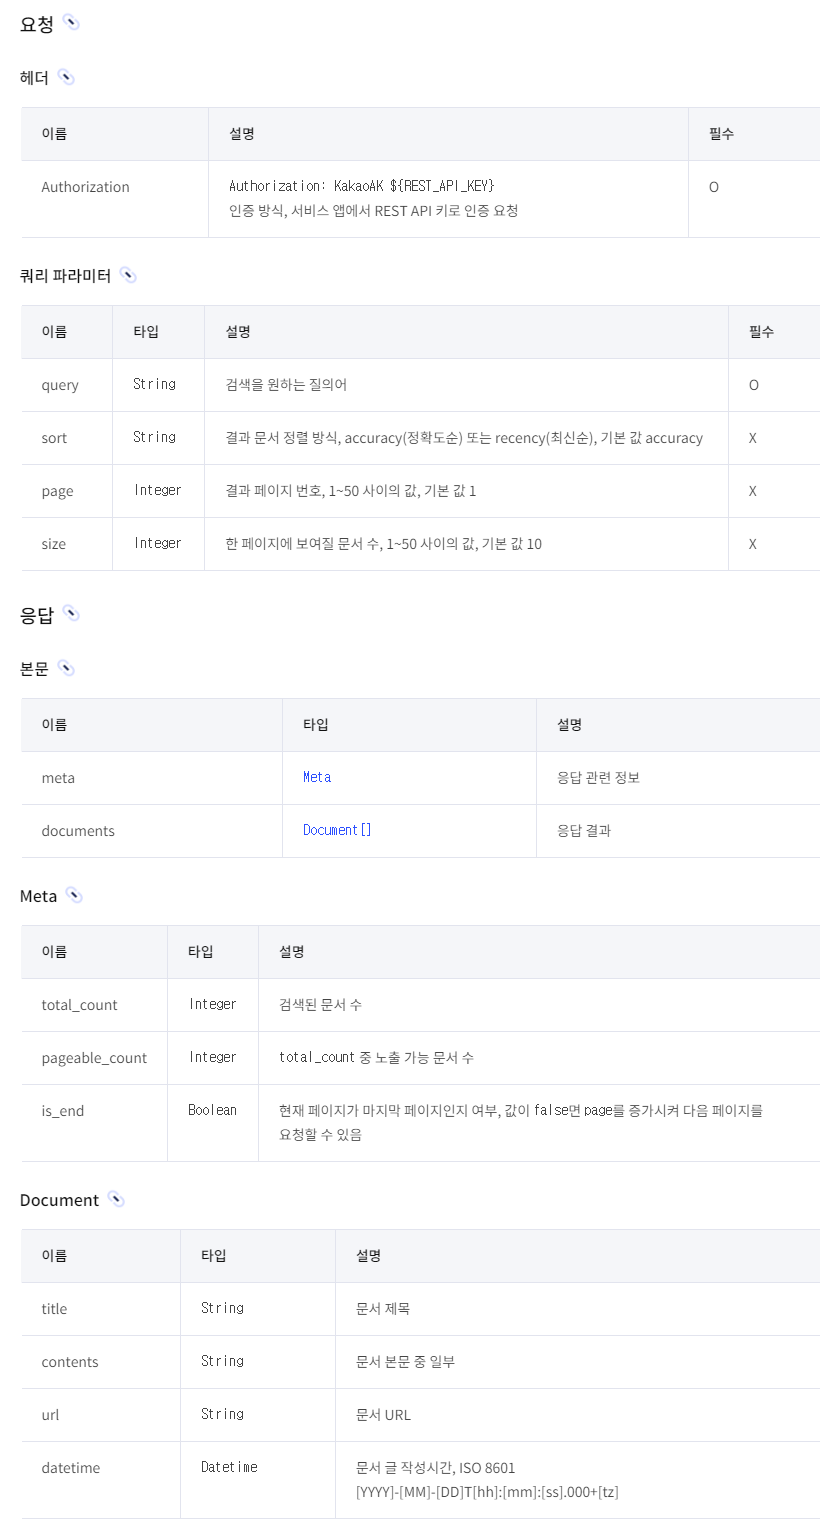 요청
헤더
이름 설명 필수
Authorization Authorization: KakaoAK ${REST_API_KEY} O
인증 방식, 서비스 앱에서 REST API 키로 인증 요청
쿼리 파라미터
이름 타입 설명 필수
query String 검색을 원하는 질의어 O
sort String 결과 문서 정렬 방식, accuracy(정확도순) 또는 recency(최신순), 기본 값 accuracy X
page Integer 결과 페이지 번호, 1~50 사이의 값, 기본 값 1 X
size Integer 한 페이지에 보여질 문서 수, 1~50 사이의 값, 기본 값 10 X
응답
본문
이름 타입 설명
meta Meta 응답 관련 정보
documents Document[] 응답 결과
Meta
이름 타입 설명
total_count Integer 검색된 문서 수
pageable_count Integer total_count 중 노출 가능 문서 수
is_end Boolean 현재 페이지가 마지막 페이지인지 여부, 값이 false면 page를 증가시켜 다음 페이지를
요청할 수 있음
Document
이름 타입 설명
title String 문서 제목
contents String 문서 본문 중 일부
url String 문서 URL
datetime Datetime 문서 글 작성시간, ISO 8601
[YYYY]-[MM]-[DD]T[hh]:[mm]:[ss].000+[tz]